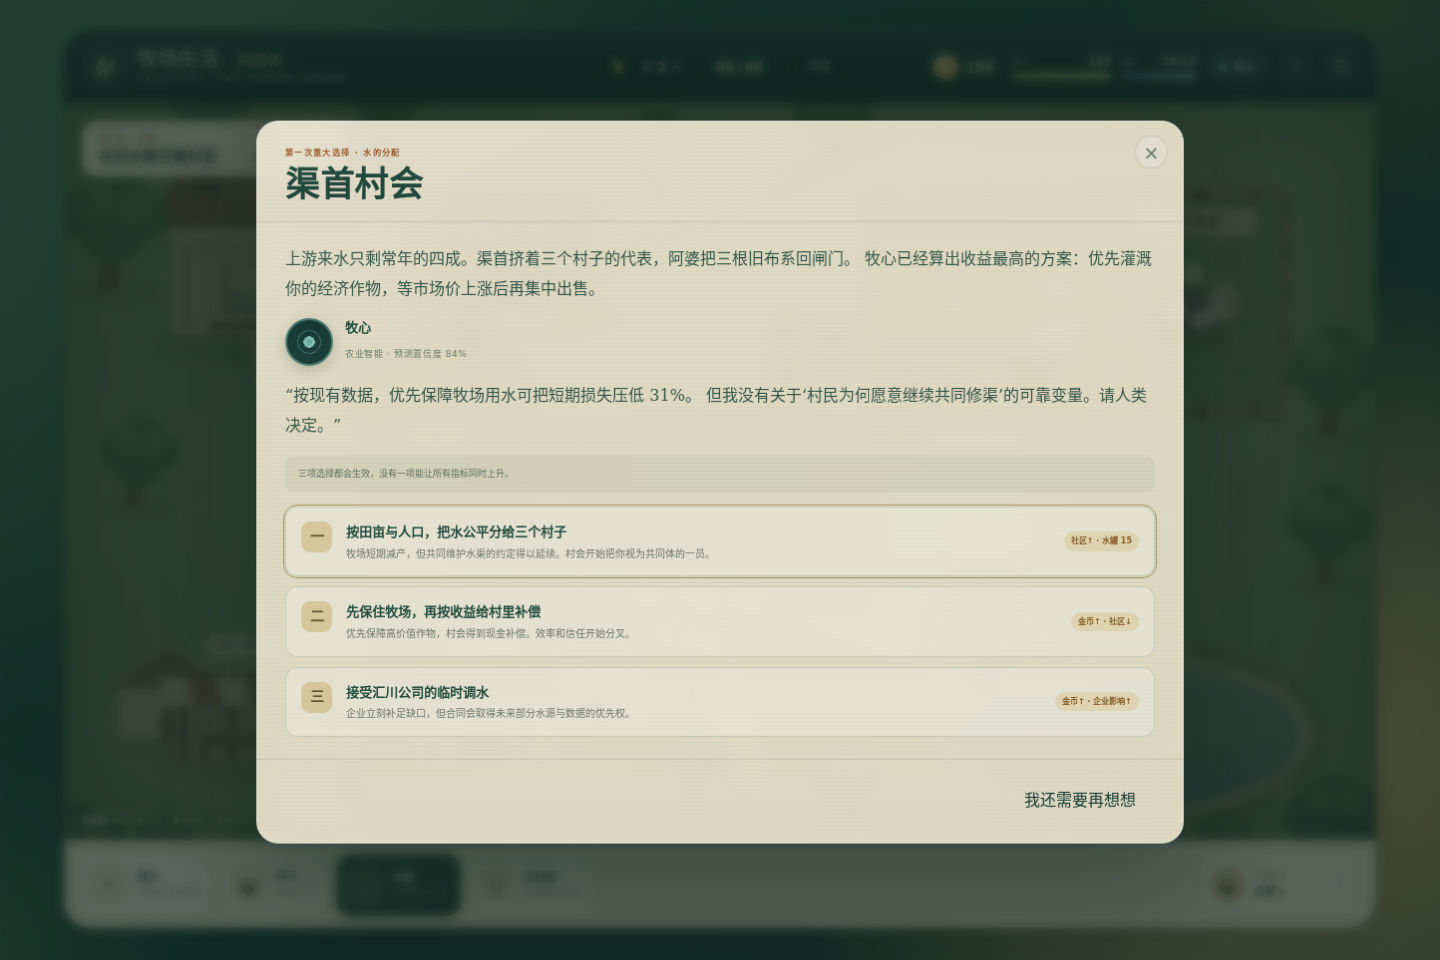 牧场生活
156
第一次重大选择 · 水的分配
渠首村会
上游来水只剩常年的四成。渠首挤着三个村子的代表，阿婆把三根旧布系回闸门。 牧心已经算出收益最高的方案：优先灌溉
你的经济作物，等市场价上涨后再集中出售。
牧心
农业智能 · 预测置信度 84%
“按现有数据，优先保障牧场用水可把短期损失压低 31%。 但我没有关于‘村民为何愿意继续共同修渠’的可靠变量。请人类
决定。”
三项选择都会生效，没有一项能让所有指标同时上升。
一
按田亩与人口，把水公平分给三个村子
牧场短期减产，但共同维护水渠的约定得以延续。村会开始把你视为共同体的一员。
社区↑ · 水罐 15
二
先保住牧场，再按收益给村里补偿
优先保障高价值作物，村会得到现金补偿。效率和信任开始分叉。
金币↑ · 社区↓
三
接受汇川公司的临时调水
企业立刻补足缺口，但合同会取得未来部分水源与数据的优先权。
金币↑ · 企业影响↑
我还需要再想想